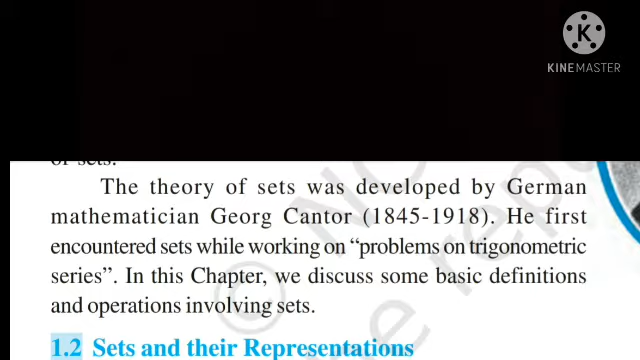 K
KINEMASTER
of sets.
The theory of sets was developed by German
mathematician Georg Cantor (1845-1918). He first
encountered sets while working on “problems on trigonometric
series”. In this Chapter, we discuss some basic definitions
and operations involving sets.
1.2 Sets and their Representations